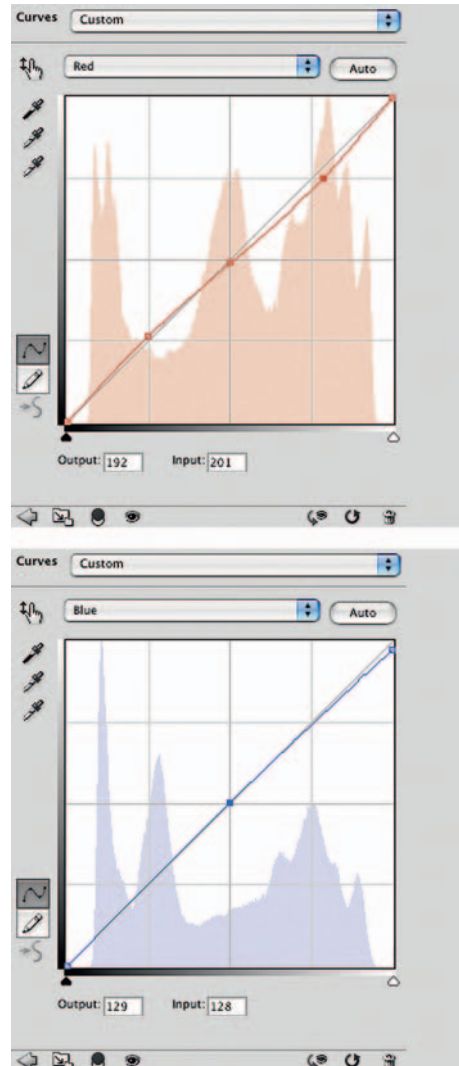 Curves Custom
Red Auto
Output: 192 Input: 201
Curves Custom
Blue Auto
Output: 129 Input: 128